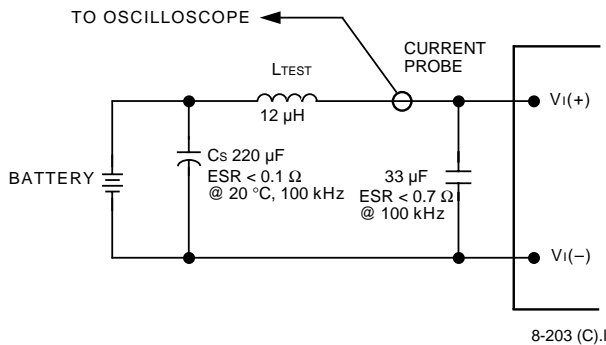 TO OSCILLOSCOPE
CURRENT
PROBE
LTEST
12 µH
VI(+)
CS 220 µF
ESR < 0.1 Ω
@ 20 °C, 100 kHz
33 µF
ESR < 0.7 Ω
@ 100 kHz
BATTERY
VI(–)
8-203 (C).l